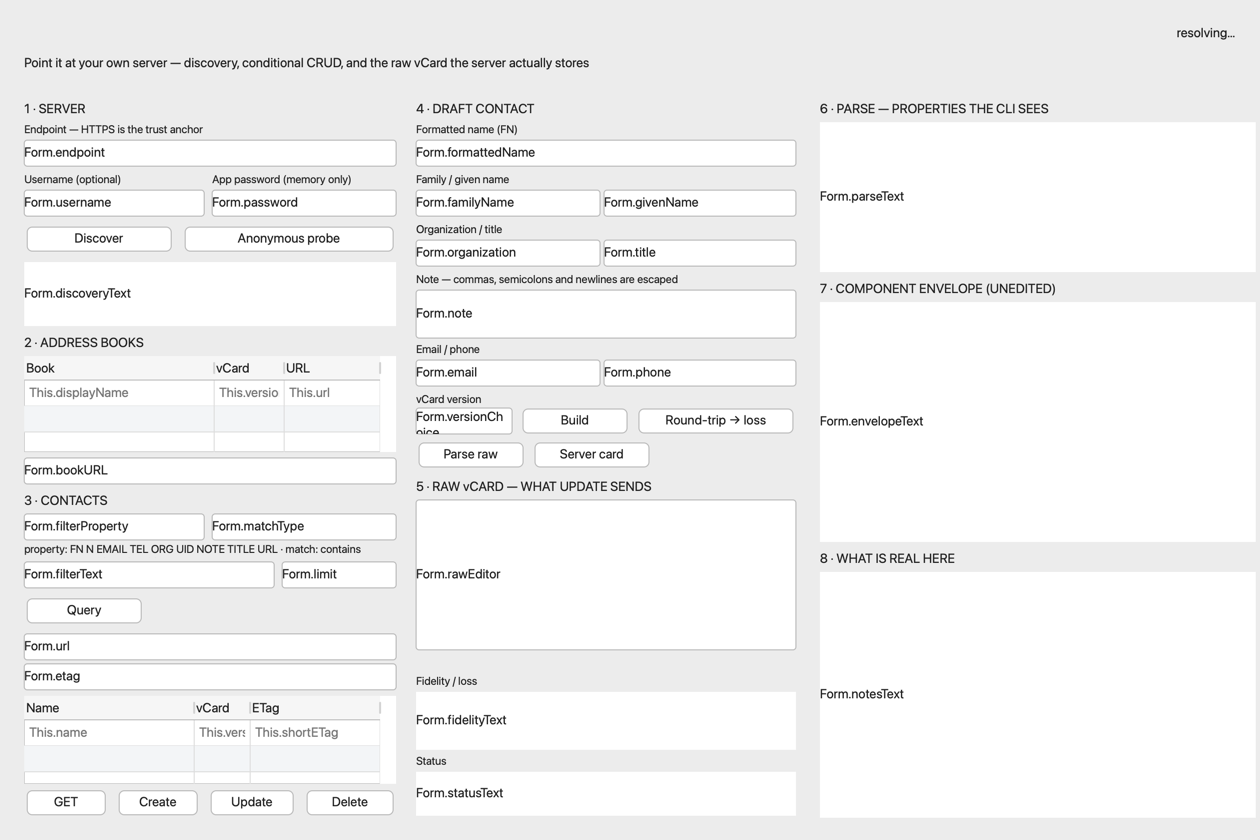 resolving...
Point it at your own server — discovery, conditional CRUD, and the raw vCard the server actually stores
1 · SERVER
Endpoint — HTTPS is the trust anchor
Form.endpoint
Username (optional) App password (memory only)
Form.username Form.password
Discover Anonymous probe
Form.discoveryText
2 · ADDRESS BOOKS
Book vCard URL
This.displayName This.versio This.url
Form.bookURL
3 · CONTACTS
Form.filterProperty Form.matchType
property: FN N EMAIL TEL ORG UID NOTE TITLE URL · match: contains
Form.filterText Form.limit
Query
Form.url
Form.etag
Name vCard ETag
This.name This.vers This.shortETag
GET Create Update Delete
4 · DRAFT CONTACT
Formatted name (FN)
Form.formattedName
Family / given name
Form.familyName Form.givenName
Organization / title
Form.organization Form.title
Note — commas, semicolons and newlines are escaped
Form.note
Email / phone
Form.email Form.phone
vCard version
Form.versionCh
oice Build Round-trip → loss
Parse raw Server card
5 · RAW vCARD — WHAT UPDATE SENDS
Form.rawEditor
Fidelity / loss
Form.fidelityText
Status
Form.statusText
6 · PARSE — PROPERTIES THE CLI SEES
Form.parseText
7 · COMPONENT ENVELOPE (UNEDITED)
Form.envelopeText
8 · WHAT IS REAL HERE
Form.notesText